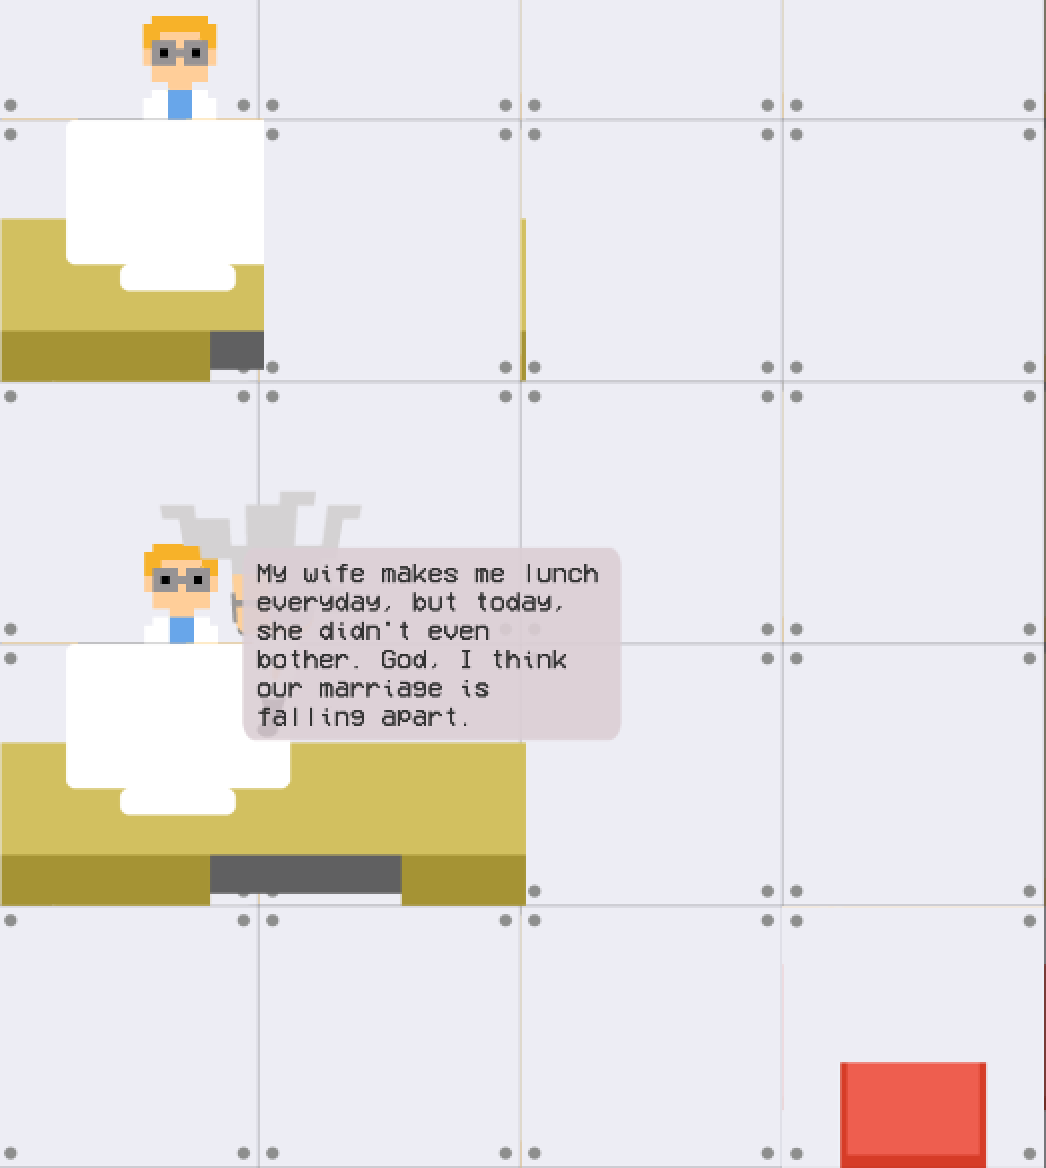 My wife makes me lunch
everyday, but today,
she didn't even
bother. God, I think
our marriage is
falling apart.